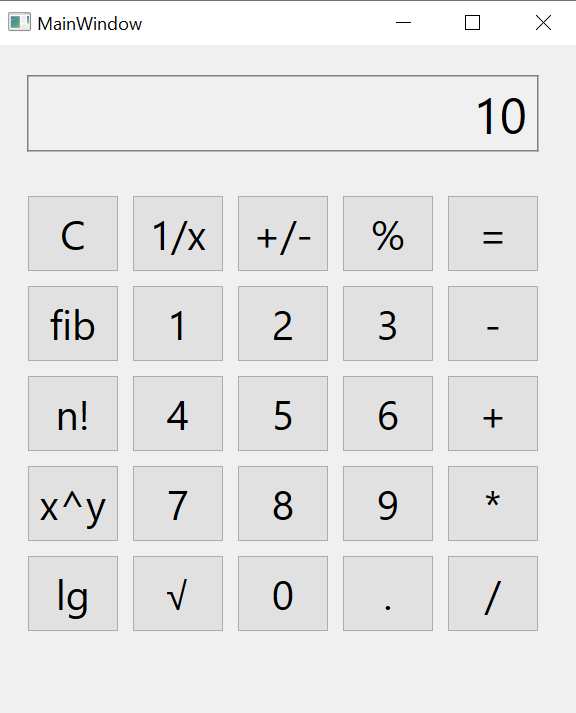 MainWindow
10
C 1/x +/- % =
fib 1 2 3 -
n! 4 5 6 +
x^y 7 8 9 *
lg √ 0 . /